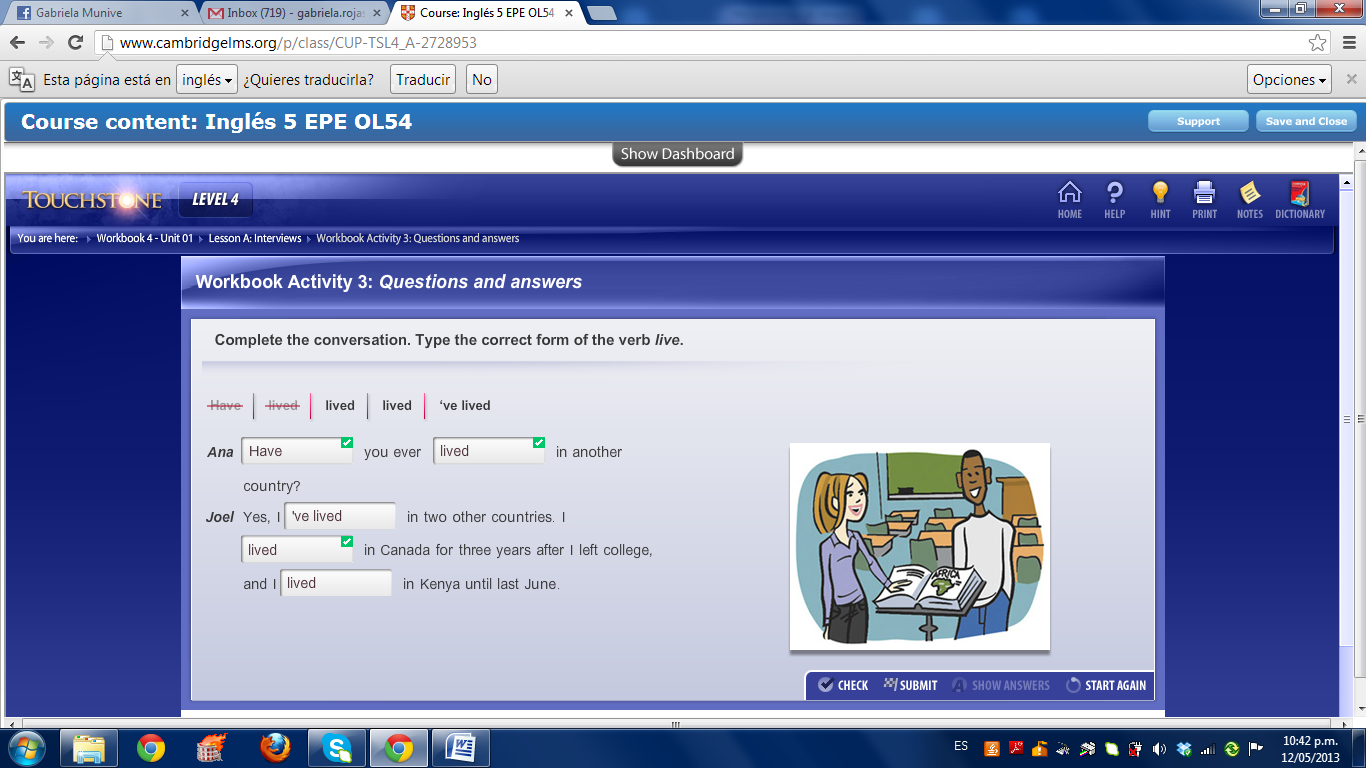 Gabriela Munive
Inbox (719) - gabriela.rojas
Course: Inglés 5 EPE OL54
www.cambridgelms.org/p/class/CUP-TSL4_A-2728953
Esta página está en inglés ¿Quieres traducirla? Traducir No Opciones
Course content: Inglés 5 EPE OL54 Support Save and Close
Show Dashboard
TOUCHSTONE LEVEL 4
HOME HELP HINT PRINT NOTES DICTIONARY
You are here: Workbook 4 - Unit 01 Lesson A: Interviews Workbook Activity 3: Questions and answers
Workbook Activity 3: Questions and answers
Complete the conversation. Type the correct form of the verb live.
Have lived lived lived 've lived
Ana Have you ever lived in another
country?
Joel Yes, I 've lived in two other countries. I
lived in Canada for three years after I left college,
and I lived in Kenya until last June.
AFRICA
CHECK SUBMIT SHOW ANSWERS START AGAIN
ES
10:42 p.m.
12/05/2013